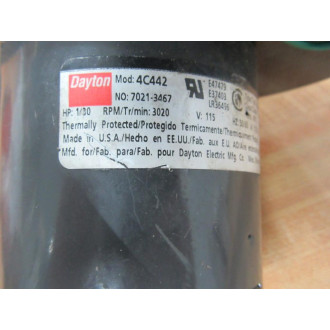 Dayton
Mod: 4C442
NO: 7021-3467
HP: 1/30 RPM/Tr/min: 3020
V: 115
E47479
E37403
LR36496
Thermally Protected/Protegido Termicamente/Thermiquement
Made in U.S.A./Hecho en EE.UU./Fab. aux E.U.
Mfd. for/Fab. para/Fab. pour Dayton Electric Mfg. Co.